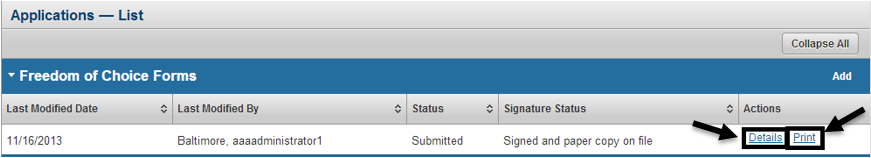 Applications — List
Collapse All
Freedom of Choice Forms Add
Last Modified Date Last Modified By Status Signature Status Actions
11/16/2013 Baltimore, aaaadministrator1 Submitted Signed and paper copy on file Details Print